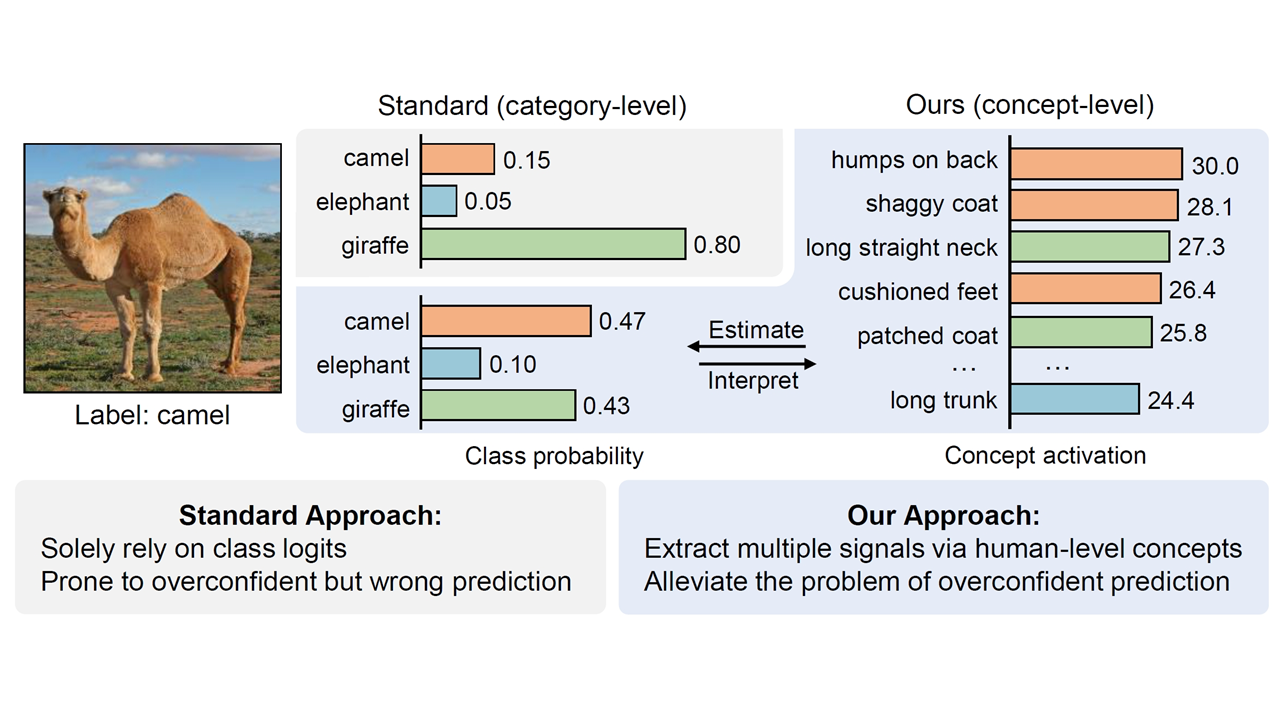 Standard (category-level)
camel 0.15
elephant 0.05
giraffe 0.80
camel 0.47
elephant 0.10
giraffe 0.43
Class probability
Estimate
Interpret
Ours (concept-level)
humps on back 30.0
shaggy coat 28.1
long straight neck 27.3
cushioned feet 26.4
patched coat 25.8
... ...
long trunk 24.4
Concept activation
Label: camel
Standard Approach:
Solely rely on class logits
Prone to overconfident but wrong prediction
Our Approach:
Extract multiple signals via human-level concepts
Alleviate the problem of overconfident prediction